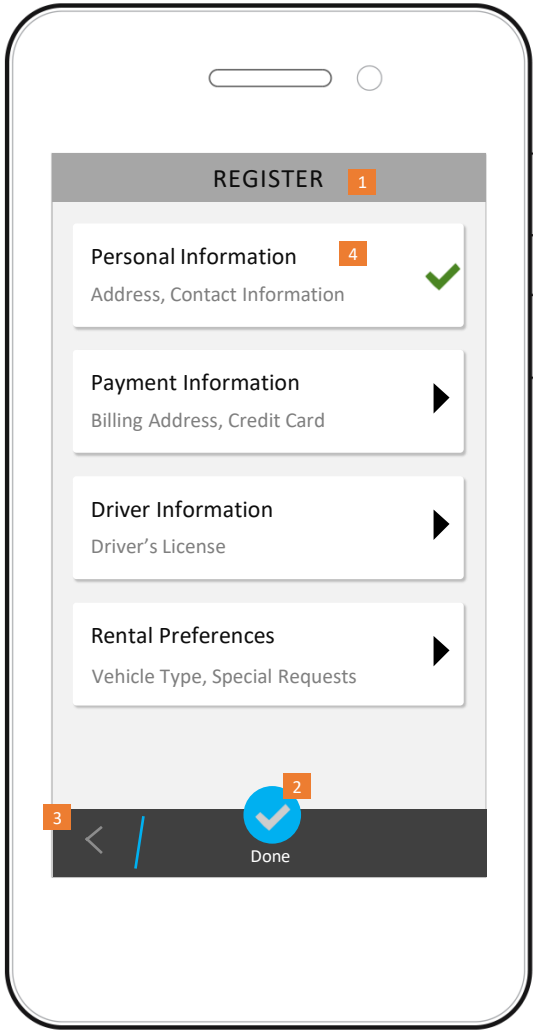 REGISTER 1
Personal Information 4
Address, Contact Information
Payment Information
Billing Address, Credit Card
Driver Information
Driver’s License
Rental Preferences
Vehicle Type, Special Requests
2
3
Done